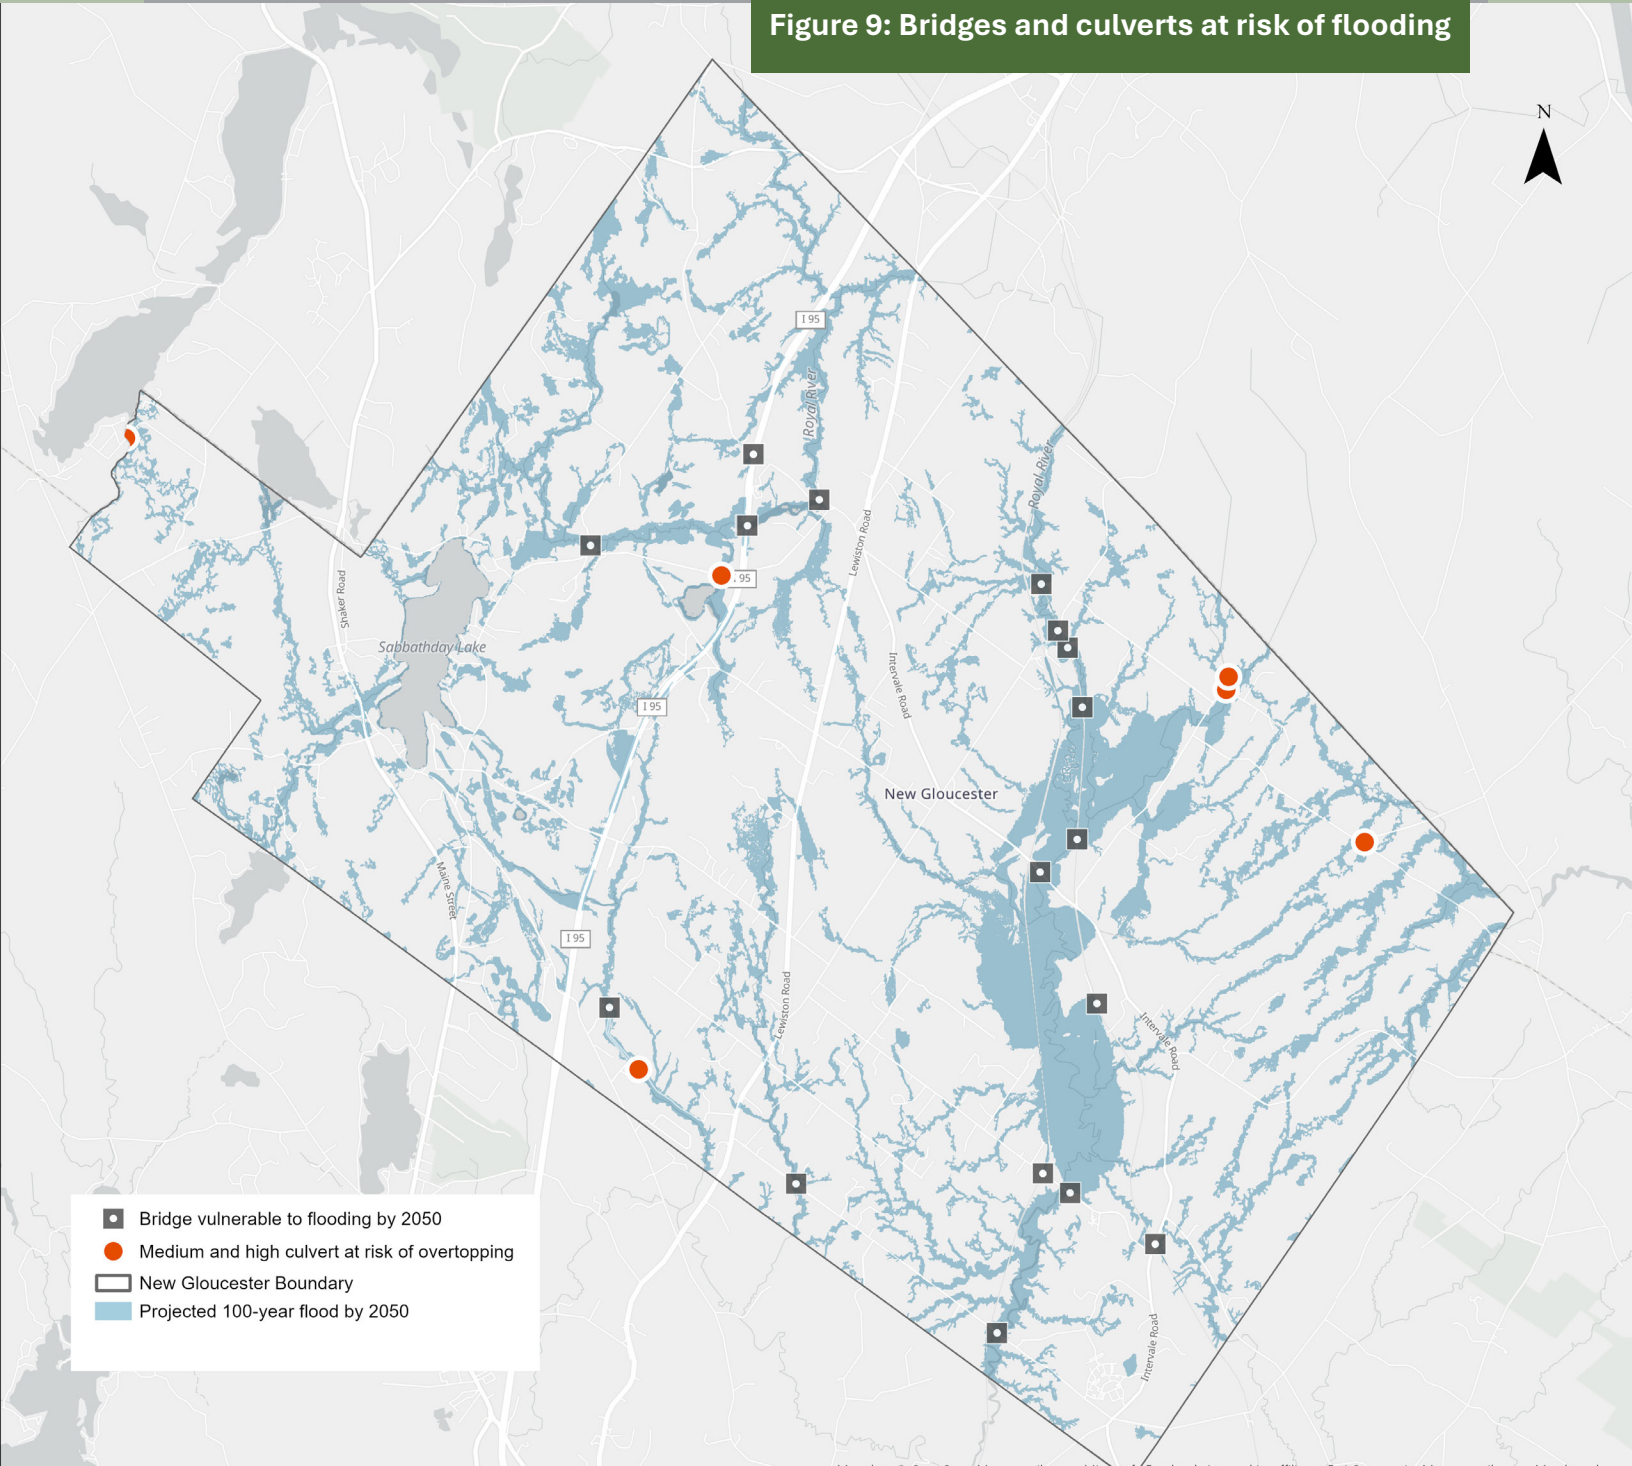 Figure 9: Bridges and culverts at risk of flooding
N
I 95
Royal River
Royal River
Lewiston Road
95
Shaker Road
Sabbathday Lake
Intervale Road
I 95
New Gloucester
Maine Street
I 95
Lewiston Road
Intervale Road
Bridge vulnerable to flooding by 2050
Medium and high culvert at risk of overtopping
New Gloucester Boundary
Projected 100-year flood by 2050
Intervale Road